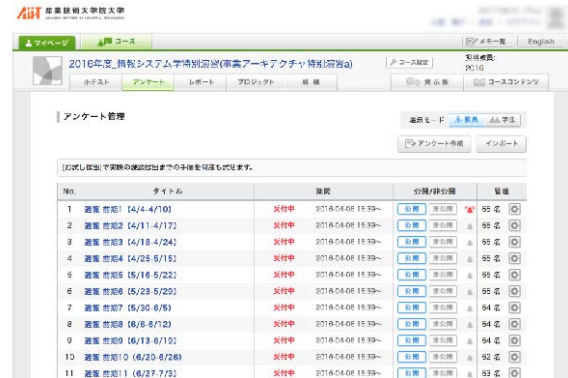 産業技術大学院大学
マイページ
コース
メモ一覧
English
2016年度_情報システム学特別演習(事業アーキテクチャ特別演習a)
コース設定
担当教員:
2016
小テスト
アンケート
レポート
プロジェクト
成績
掲示板
コースコンテンツ
アンケート管理
表示モード
教員
学生
アンケート作成
インポート
[お試し提出]で実際の確認提出までの手順を何度も試せます。
No. タイトル 期間 公開/非公開 管理
1 週報 前期1 (4/4-4/10) 受付中 2016-04-08 15:39～ 公開 非公開 65 名
2 週報 前期2 (4/11-4/17) 受付中 2016-04-08 15:39～ 公開 非公開 65 名
3 週報 前期3 (4/18-4/24) 受付中 2016-04-08 15:39～ 公開 非公開 65 名
4 週報 前期4 (4/25-5/15) 受付中 2016-04-08 15:39～ 公開 非公開 65 名
5 週報 前期5 (5/16-5/22) 受付中 2016-04-08 15:39～ 公開 非公開 65 名
6 週報 前期6 (5/23-5/29) 受付中 2016-04-08 15:39～ 公開 非公開 65 名
7 週報 前期7 (5/30-6/5) 受付中 2016-04-08 15:39～ 公開 非公開 64 名
8 週報 前期8 (6/6-6/12) 受付中 2016-04-08 15:39～ 公開 非公開 64 名
9 週報 前期9 (6/13-6/19) 受付中 2016-04-08 15:39～ 公開 非公開 64 名
10 週報 前期10 (6/20-6/26) 受付中 2016-04-08 15:39～ 公開 非公開 62 名
11 週報 前期11 (6/27-7/3) 受付中 2016-04-08 15:39～ 公開 非公開 63 名